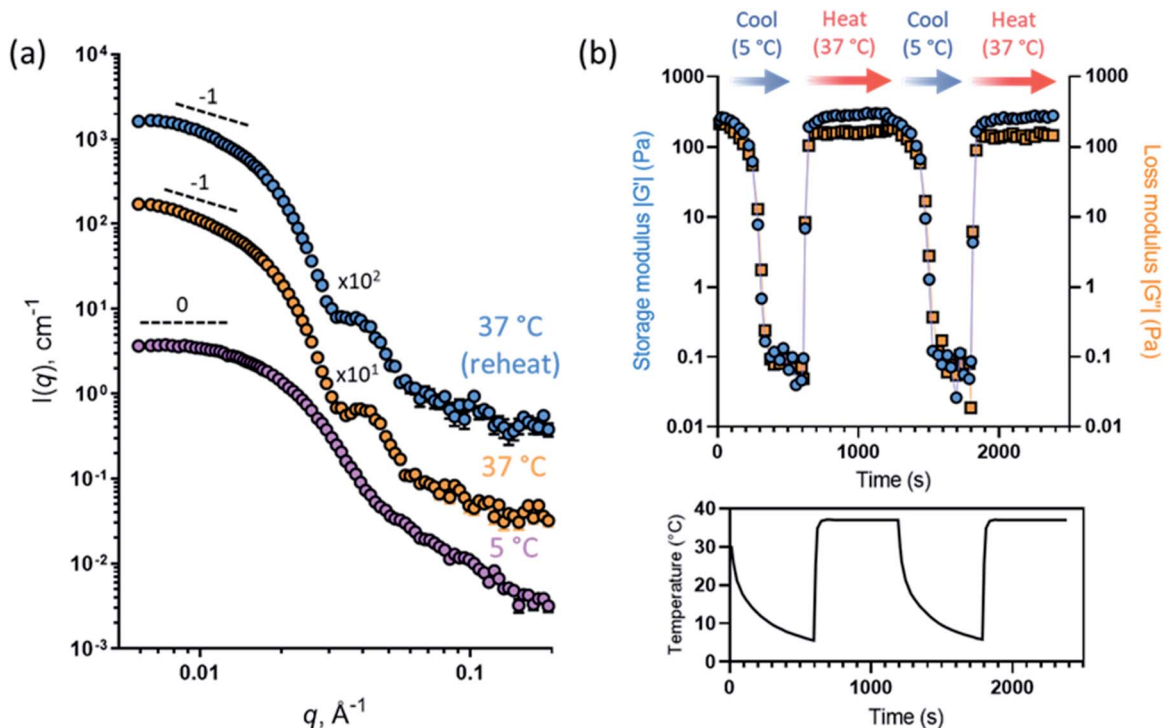 (a)
10⁴
10³
10²
10¹
10⁰
10⁻¹
10⁻²
10⁻³
I(q), cm⁻¹
-1
-1
0
x10²
x10¹
37 °C
(reheat)
37 °C
5 °C
0.01
0.1
q, Å⁻¹
(b)
Cool
(5 °C)
Heat
(37 °C)
Cool
(5 °C)
Heat
(37 °C)
1000
100
10
1
0.1
0.01
Storage modulus |G'| (Pa)
1000
100
10
1
0.1
0.01
Loss modulus |G"| (Pa)
0
1000
2000
Time (s)
40
30
20
10
0
Temperature (°C)
0
1000
2000
Time (s)